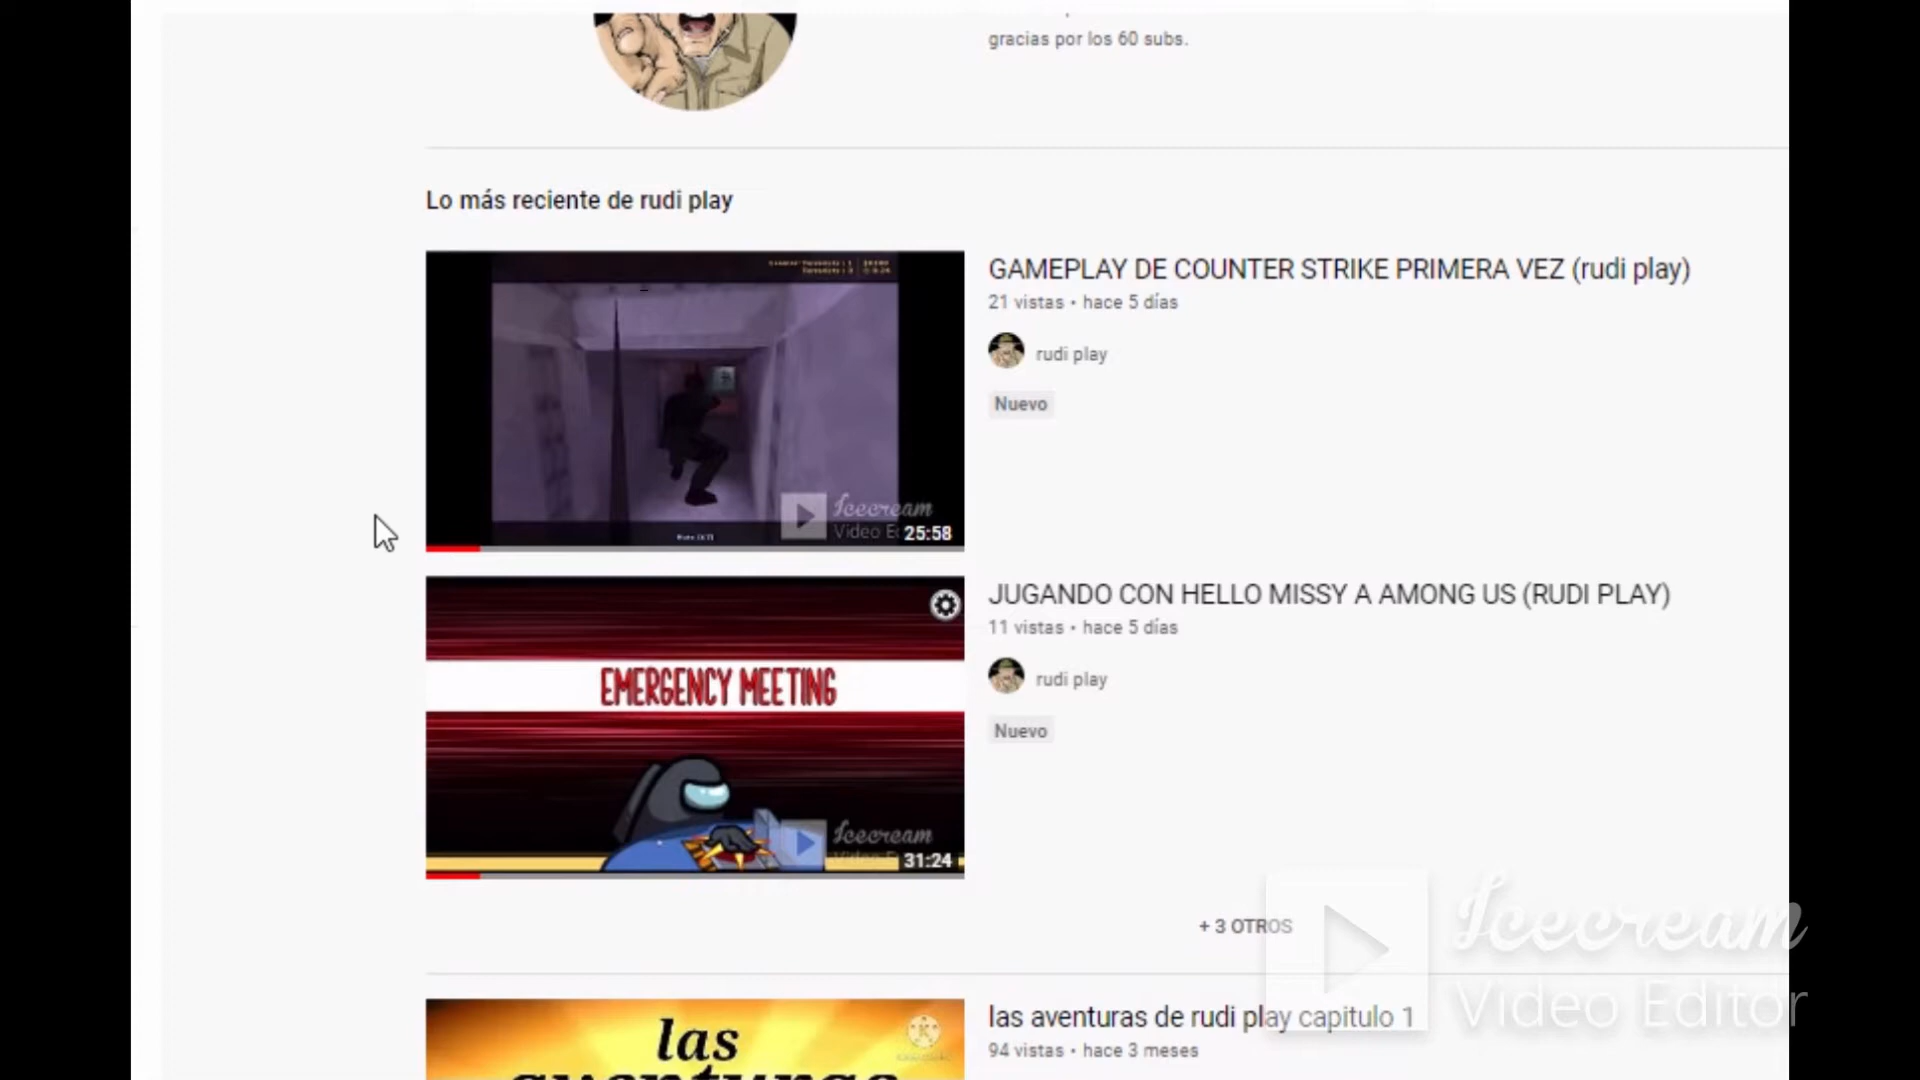 gracias por los 60 subs.
Lo más reciente de rudi play
GAMEPLAY DE COUNTER STRIKE PRIMERA VEZ (rudi play)
21 vistas • hace 5 días
rudi play
Nuevo
Icecream
Video E
25:58
JUGANDO CON HELLO MISSY A AMONG US (RUDI PLAY)
11 vistas • hace 5 días
rudi play
Nuevo
EMERGENCY MEETING
Icecream
31:24
+ 3 OTROS
Icecream
Video Editor
las aventuras de rudi play capitulo 1
94 vistas • hace 3 meses
las
aventuras